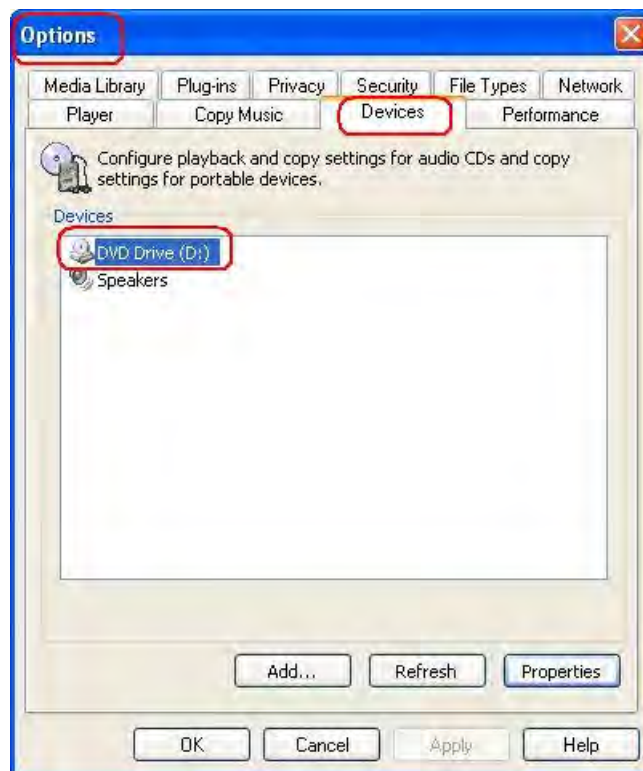 Options
Media Library Plug-ins Privacy Security File Types Network
Player Copy Music Devices Performance
Configure playback and copy settings for audio CDs and copy
settings for portable devices.
Devices
DVD Drive (D:)
Speakers
Add... Refresh Properties
OK Cancel Apply Help